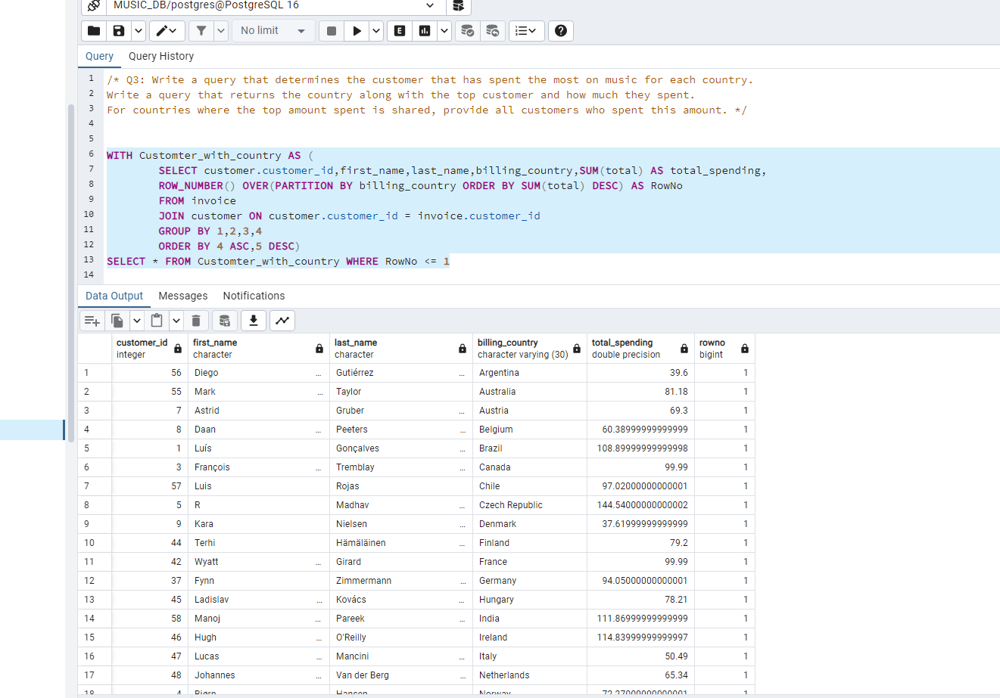 MUSIC_DB/postgres@PostgreSQL 16
No limit
E
Query Query History
1 /* Q3: Write a query that determines the customer that has spent the most on music for each country.
2 Write a query that returns the country along with the top customer and how much they spent.
3 For countries where the top amount spent is shared, provide all customers who spent this amount. */
4
5
6 WITH Customter_with_country AS (
7 SELECT customer.customer_id,first_name,last_name,billing_country,SUM(total) AS total_spending,
8 ROW_NUMBER() OVER(PARTITION BY billing_country ORDER BY SUM(total) DESC) AS RowNo
9 FROM invoice
10 JOIN customer ON customer.customer_id = invoice.customer_id
11 GROUP BY 1,2,3,4
12 ORDER BY 4 ASC,5 DESC)
13 SELECT * FROM Customter_with_country WHERE RowNo <= 1
14
Data Output Messages Notifications
customer_id first_name last_name billing_country total_spending rowno
integer character character character varying (30) double precision bigint
1 56 Diego ... Gutiérrez ... Argentina 39.6 1
2 55 Mark ... Taylor Australia 81.18 1
3 7 Astrid Gruber ... Austria 69.3 1
4 8 Daan ... Peeters ... Belgium 60.38999999999999 1
5 1 Luís Gonçalves ... Brazil 108.89999999999998 1
6 3 François ... Tremblay ... Canada 99.99 1
7 57 Luis Rojas Chile 97.02000000000001 1
8 5 R Madhav ... Czech Republic 144.54000000000002 1
9 9 Kara Nielsen ... Denmark 37.61999999999999 1
10 44 Terhi Hämäläinen ... Finland 79.2 1
11 42 Wyatt ... Girard France 99.99 1
12 37 Fynn Zimmermann ... Germany 94.05000000000001 1
13 45 Ladislav ... Kovács ... Hungary 78.21 1
14 58 Manoj ... Pareek ... India 111.86999999999999 1
15 46 Hugh ... O'Reilly Ireland 114.83999999999997 1
16 47 Lucas ... Mancini ... Italy 50.49 1
17 48 Johannes ... Van der Berg ... Netherlands 65.34 1
18 4 Bjørn Hansen Norway 72.27000000000001 1